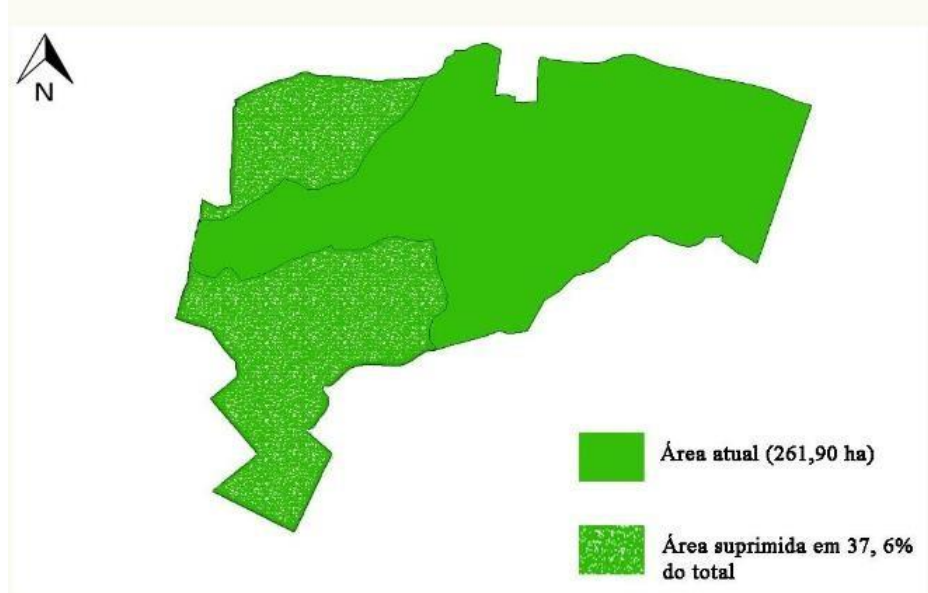 N
Área atual (261,90 ha)
Área suprimida em 37, 6%
do total